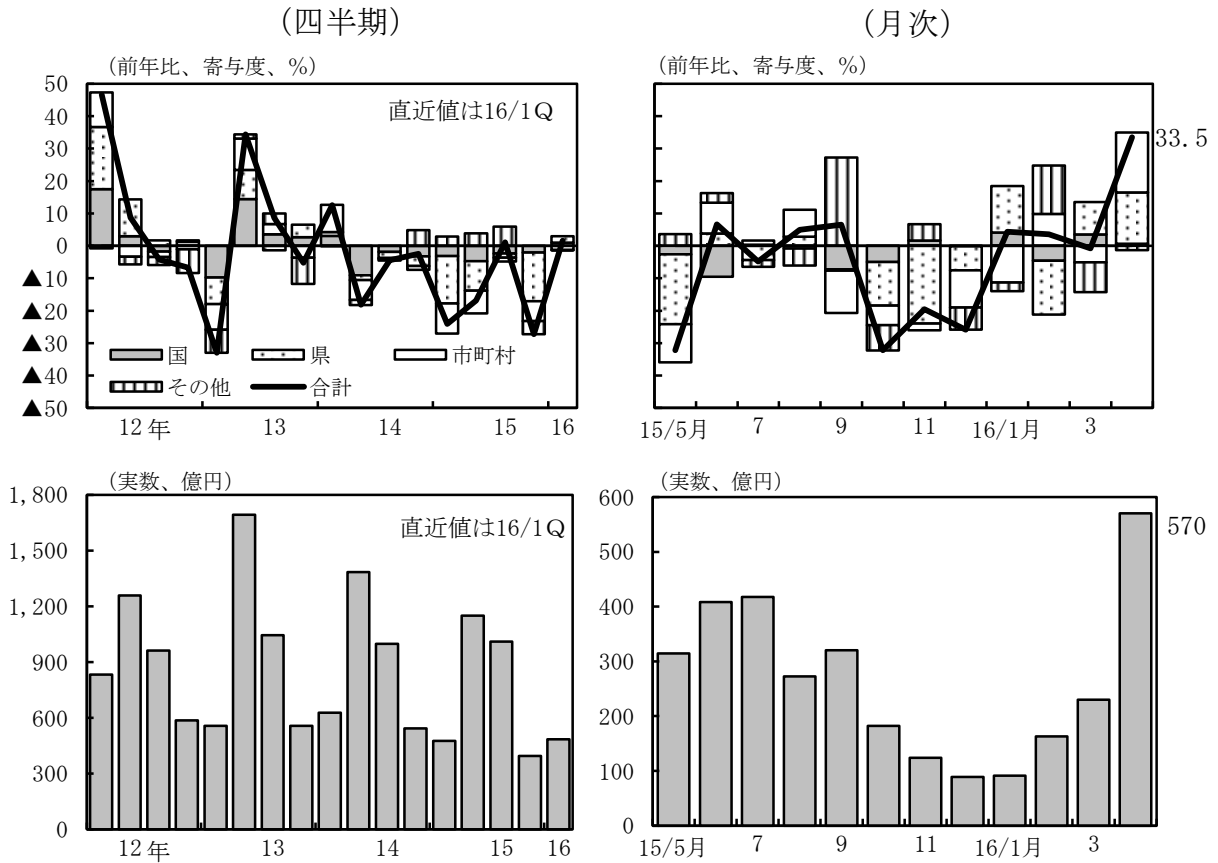 (四半期)
(月次)
(前年比、寄与度、%)
直近値は16/1Q
50
40
30
20
10
0
▲10
▲20
▲30
▲40
▲50
国
県
市町村
その他
合計
12年
13
14
15
16
(前年比、寄与度、%)
33.5
15/5月
7
9
11
16/1月
3
(実数、億円)
直近値は16/1Q
1,800
1,500
1,200
900
600
300
0
12年
13
14
15
16
(実数、億円)
600
500
400
300
200
100
0
570
15/5月
7
9
11
16/1月
3